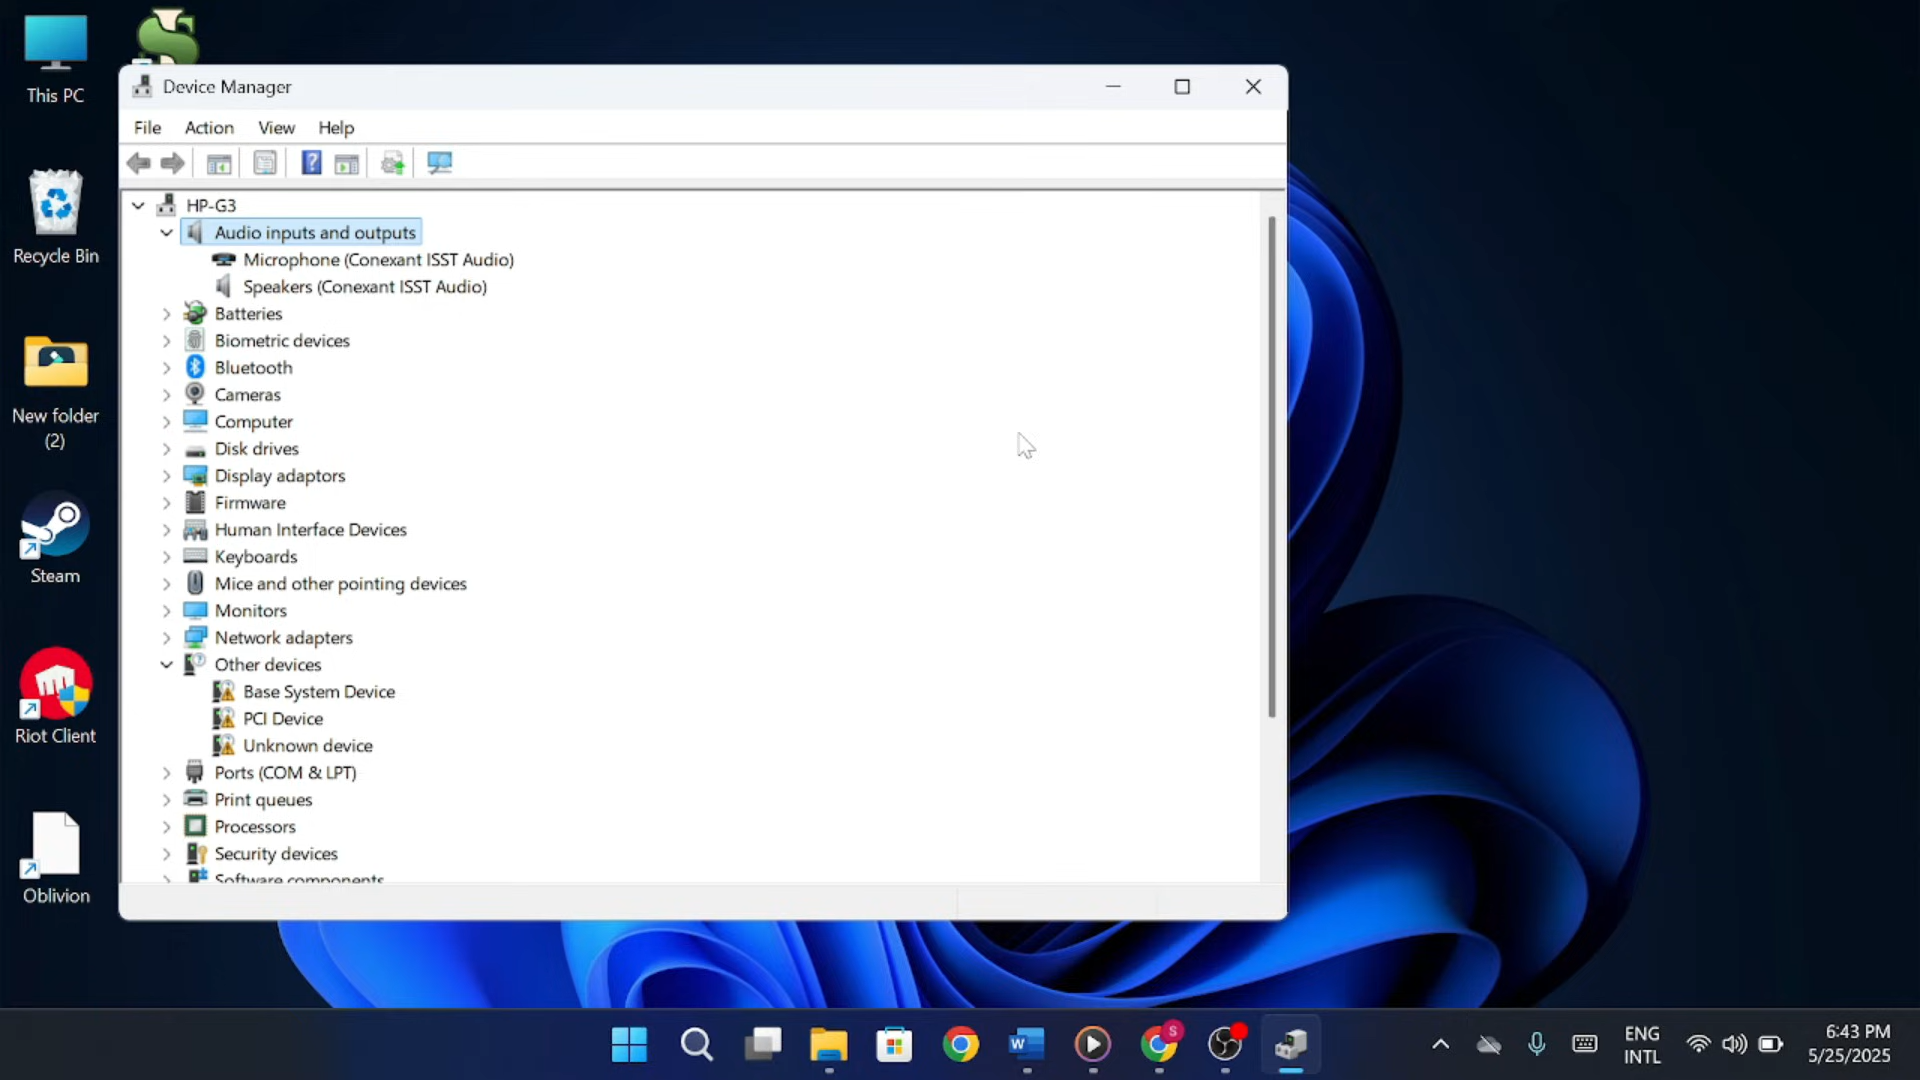 This PC
Recycle Bin
New folder
(2)
Steam
Riot Client
Oblivion
Device Manager
File Action View Help
HP-G3
Audio inputs and outputs
Microphone (Conexant ISST Audio)
Speakers (Conexant ISST Audio)
Batteries
Biometric devices
Bluetooth
Cameras
Computer
Disk drives
Display adaptors
Firmware
Human Interface Devices
Keyboards
Mice and other pointing devices
Monitors
Network adapters
Other devices
Base System Device
PCI Device
Unknown device
Ports (COM & LPT)
Print queues
Processors
Security devices
Software components
W
S
ENG
INTL
6:43 PM
5/25/2025